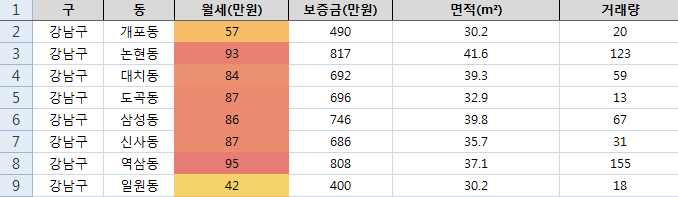 1 구 동 월세(만원) 보증금(만원) 면적(m²) 거래량
2 강남구 개포동 57 490 30.2 20
3 강남구 논현동 93 817 41.6 123
4 강남구 대치동 84 692 39.3 59
5 강남구 도곡동 87 696 32.9 13
6 강남구 삼성동 86 746 39.8 67
7 강남구 신사동 87 686 35.7 31
8 강남구 역삼동 95 808 37.1 155
9 강남구 일원동 42 400 30.2 18